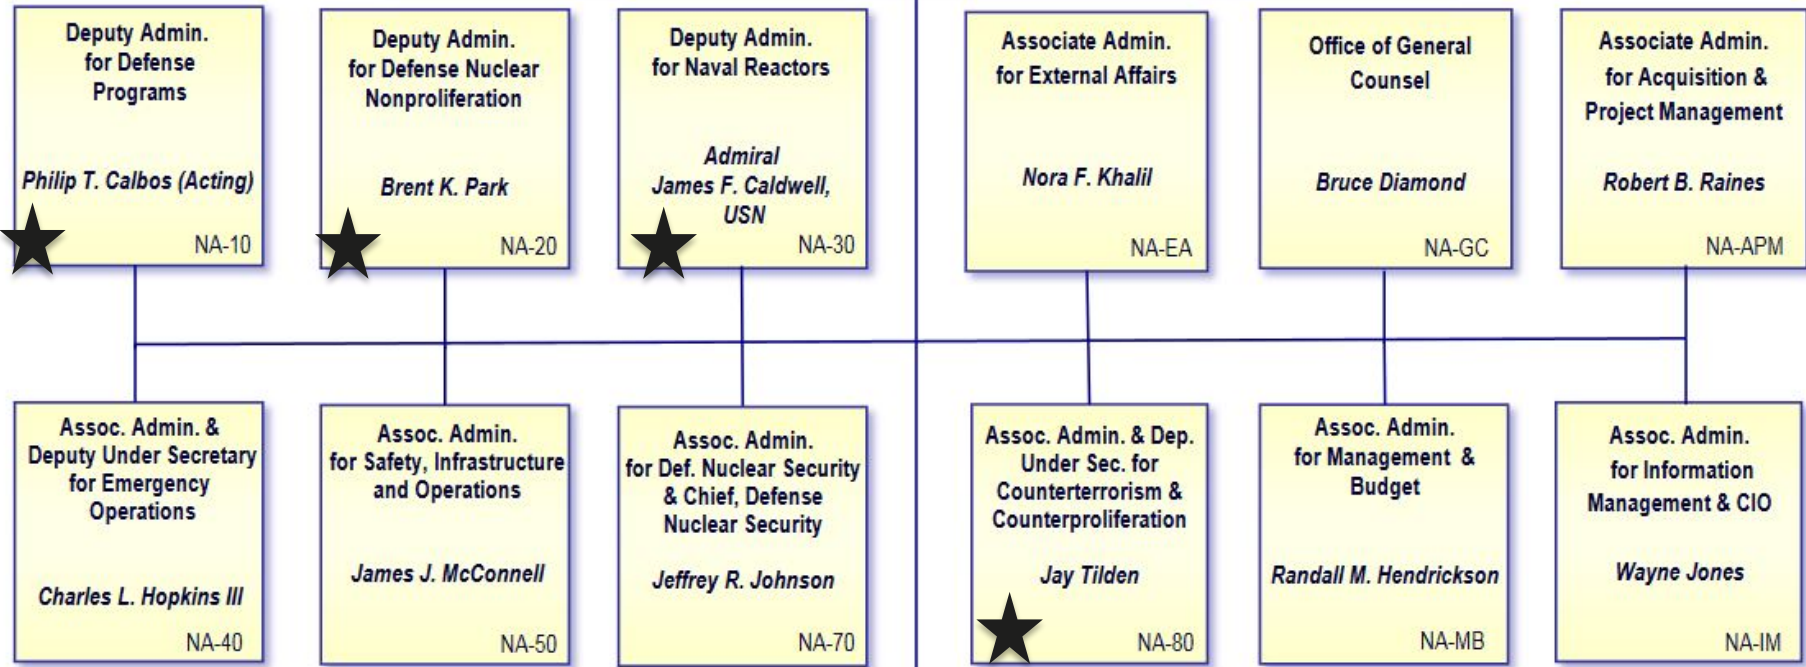 Deputy Admin.
for Defense
Programs
Philip T. Calbos (Acting)
NA-10
Deputy Admin.
for Defense Nuclear
Nonproliferation
Brent K. Park
NA-20
Deputy Admin.
for Naval Reactors
Admiral
James F. Caldwell,
USN
NA-30
Associate Admin.
for External Affairs
Nora F. Khalil
NA-EA
Office of General
Counsel
Bruce Diamond
NA-GC
Associate Admin.
for Acquisition &
Project Management
Robert B. Raines
NA-APM
Assoc. Admin. &
Deputy Under Secretary
for Emergency
Operations
Charles L. Hopkins III
NA-40
Assoc. Admin.
for Safety, Infrastructure
and Operations
James J. McConnell
NA-50
Assoc. Admin.
for Def. Nuclear Security
& Chief, Defense
Nuclear Security
Jeffrey R. Johnson
NA-70
Assoc. Admin. & Dep.
Under Sec. for
Counterterrorism &
Counterproliferation
Jay Tilden
NA-80
Assoc. Admin.
for Management &
Budget
Randall M. Hendrickson
NA-MB
Assoc. Admin.
for Information
Management & CIO
Wayne Jones
NA-IM